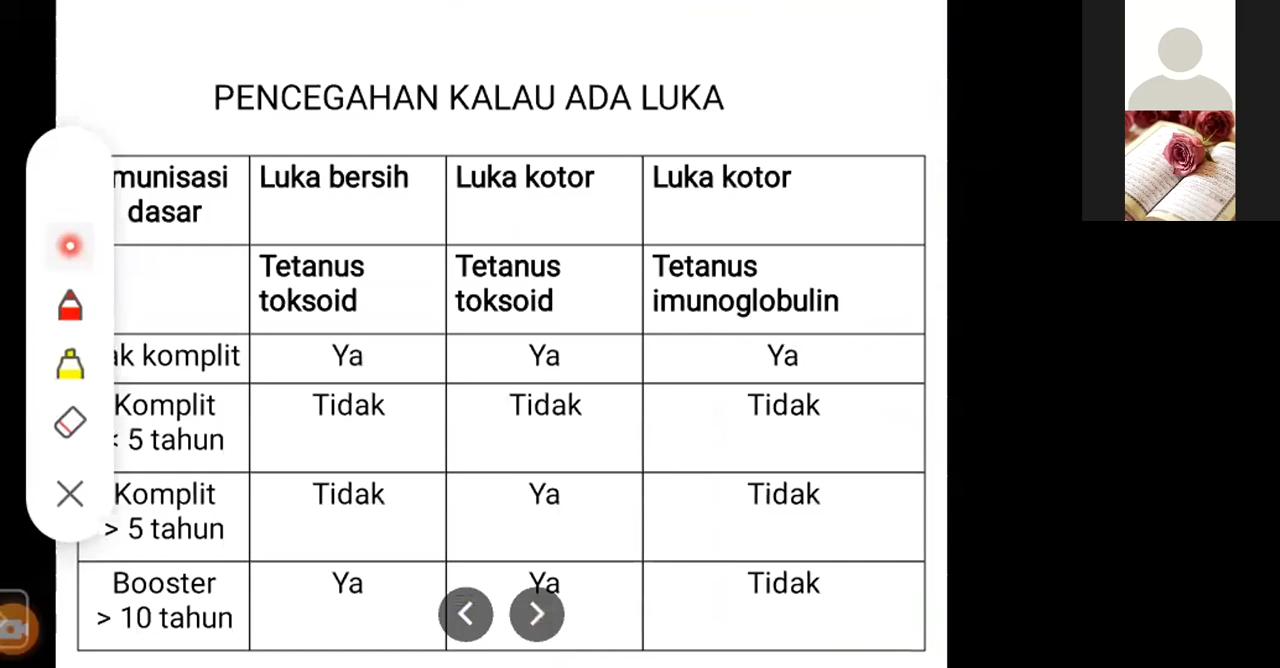 PENCEGAHAN KALAU ADA LUKA
munisasi dasar Luka bersih Luka kotor Luka kotor
Tetanus toksoid Tetanus toksoid Tetanus imunoglobulin
ak komplit Ya Ya Ya
Komplit < 5 tahun Tidak Tidak Tidak
Komplit > 5 tahun Tidak Ya Tidak
Booster > 10 tahun Ya Ya Tidak